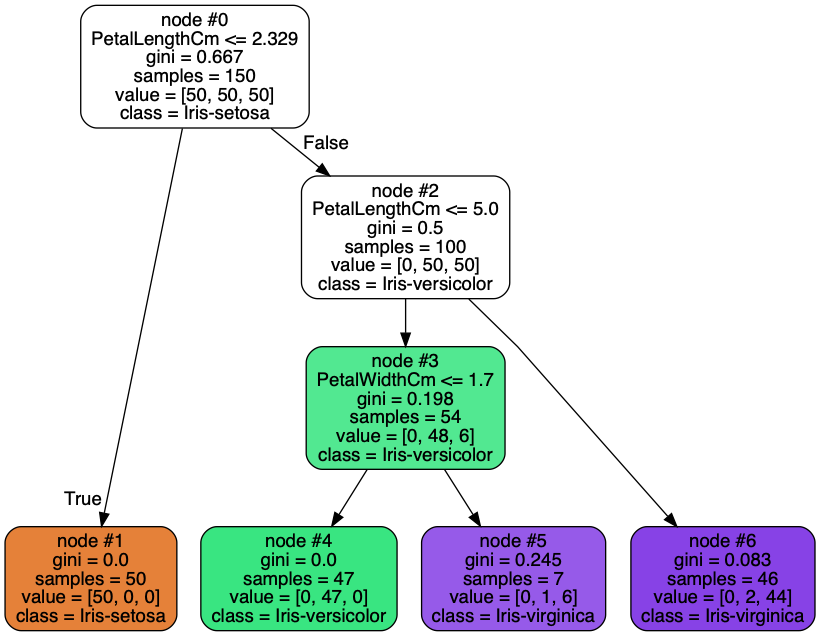 node #0
PetalLengthCm <= 2.329
gini = 0.667
samples = 150
value = [50, 50, 50]
class = Iris-setosa
False
node #2
PetalLengthCm <= 5.0
gini = 0.5
samples = 100
value = [0, 50, 50]
class = Iris-versicolor
node #3
PetalWidthCm <= 1.7
gini = 0.198
samples = 54
value = [0, 48, 6]
class = Iris-versicolor
True
node #1
gini = 0.0
samples = 50
value = [50, 0, 0]
class = Iris-setosa
node #4
gini = 0.0
samples = 47
value = [0, 47, 0]
class = Iris-versicolor
node #5
gini = 0.245
samples = 7
value = [0, 1, 6]
class = Iris-virginica
node #6
gini = 0.083
samples = 46
value = [0, 2, 44]
class = Iris-virginica